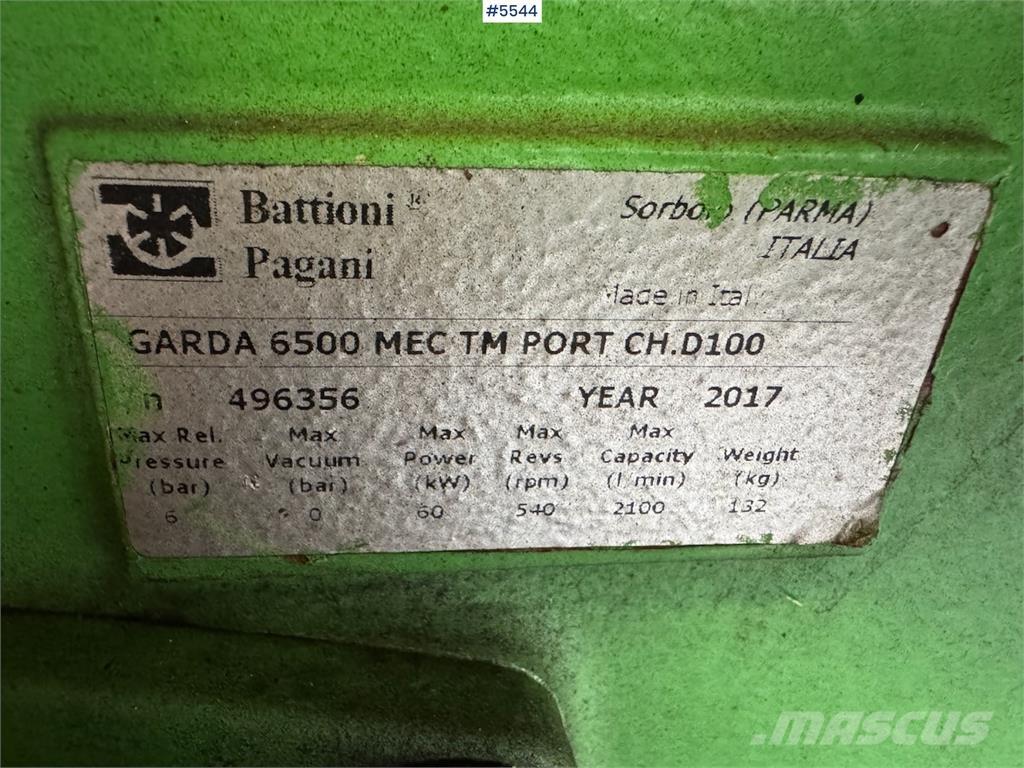 #5544
Battioni ®
Pagani
(PARMA)
ITALIA
Made in
GARDA 6500 MEC TM PORT CH.D100
n 496356 YEAR 2017
Max Rel. Max Max Max Max
Pressure Vacuum Power Revs Capacity Weight
(bar) (bar) (kW) (rpm) (l min) (kg)
6 0 60 540 2100 132
MASCUS